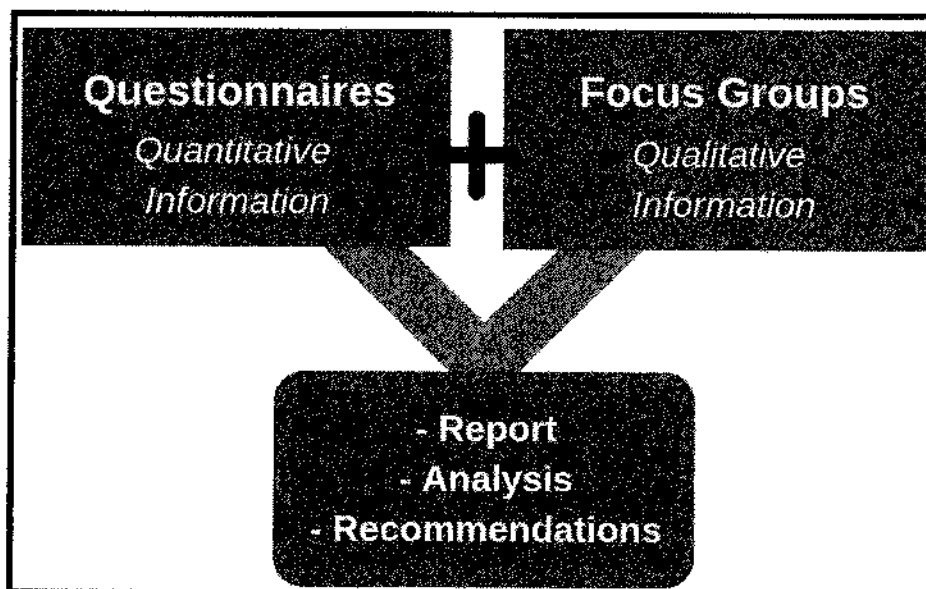 Questionnaires
Quantitative
Information
+
Focus Groups
Qualitative
Information
- Report
- Analysis
- Recommendations